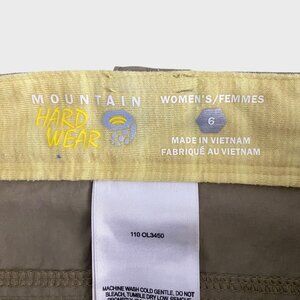 MOUNTAIN
HARD
WEAR
WOMEN'S/FEMMES
6
MADE IN VIETNAM
FABRIQUÉ AU VIETNAM
110 OL3450
MACHINE WASH COLD GENTLE, DO NOT
BLEACH, TUMBLE DRY LOW, REMOVE